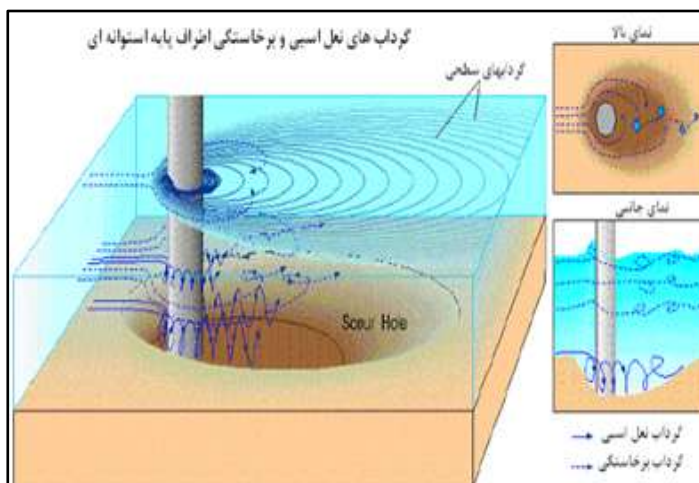 گرداب های نعل اسبی و برخاستگی اطراف پایه استوانه ای
گردابهای سطحی
نمای بالا
نمای جانبی
Scour Hole
گرداب نعل اسبی
گرداب برخاستگی